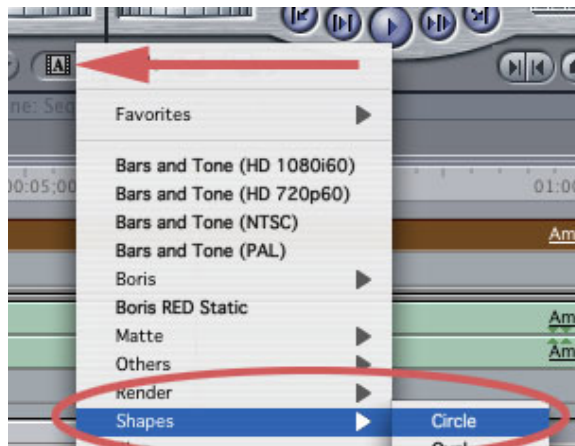 A
ne: Seq
Favorites
00:05;00
01:00
Bars and Tone (HD 1080i60)
Bars and Tone (HD 720p60)
Bars and Tone (NTSC)
Bars and Tone (PAL)
Am
Boris
Boris RED Static
Matte
Am
Others
Am
Render
Shapes
Circle